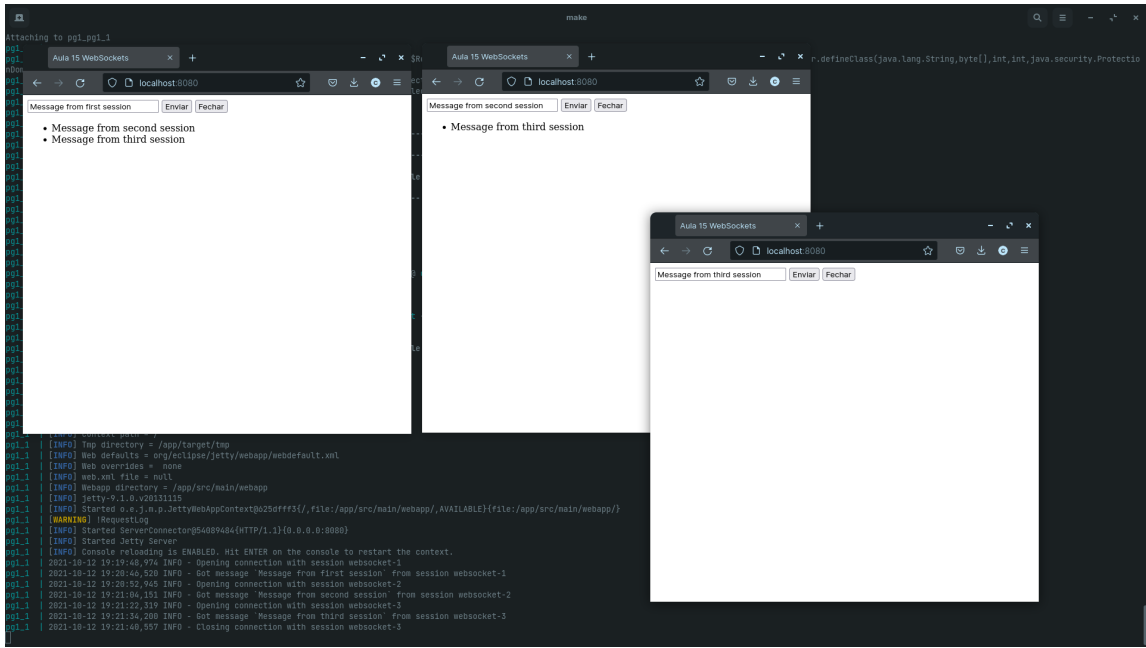 make
Attaching to pg1_pg1_1
Aula 15 WebSockets
localhost:8080
Message from first session Enviar Fechar
• Message from second session
• Message from third session
Aula 15 WebSockets
localhost:8080
Message from second session Enviar Fechar
• Message from third session
r.defineClass(java.lang.String,byte[],int,int,java.security.Protectio
nDom
Aula 15 WebSockets
localhost:8080
Message from third session Enviar Fechar
pg1_1 | [INFO] Context path = /
pg1_1 | [INFO] Tmp directory = /app/target/tmp
pg1_1 | [INFO] Web defaults = org/eclipse/jetty/webapp/webdefault.xml
pg1_1 | [INFO] Web overrides = none
pg1_1 | [INFO] web.xml file = null
pg1_1 | [INFO] Webapp directory = /app/src/main/webapp
pg1_1 | [INFO] jetty-9.1.0.v20131115
pg1_1 | [INFO] Started o.e.j.m.p.JettyWebAppContext@625dfff3{/,file:/app/src/main/webapp/,AVAILABLE}{file:/app/src/main/webapp/}
pg1_1 | [WARNING] !RequestLog
pg1_1 | [INFO] Started ServerConnector@54089484{HTTP/1.1}{0.0.0.0:8080}
pg1_1 | [INFO] Started Jetty Server
pg1_1 | [INFO] Console reloading is ENABLED. Hit ENTER on the console to restart the context.
pg1_1 | 2021-10-12 19:19:48,974 INFO - Opening connection with session websocket-1
pg1_1 | 2021-10-12 19:20:46,520 INFO - Got message `Message from first session` from session websocket-1
pg1_1 | 2021-10-12 19:20:52,945 INFO - Opening connection with session websocket-2
pg1_1 | 2021-10-12 19:21:04,151 INFO - Got message `Message from second session` from session websocket-2
pg1_1 | 2021-10-12 19:21:22,319 INFO - Opening connection with session websocket-3
pg1_1 | 2021-10-12 19:21:34,200 INFO - Got message `Message from third session` from session websocket-3
pg1_1 | 2021-10-12 19:21:40,557 INFO - Closing connection with session websocket-3